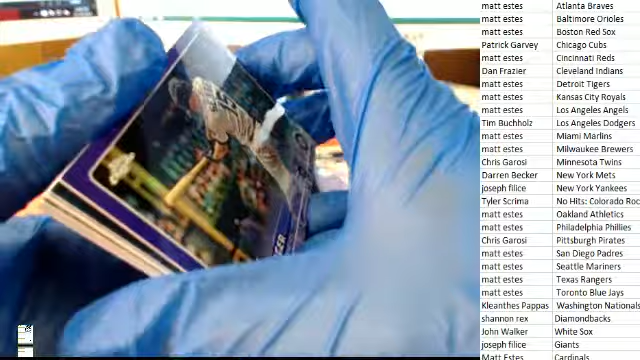 matt estes Atlanta Braves
matt estes Baltimore Orioles
matt estes Boston Red Sox
Patrick Garvey Chicago Cubs
matt estes Cincinnati Reds
Dan Frazier Cleveland Indians
matt estes Detroit Tigers
matt estes Kansas City Royals
matt estes Los Angeles Angels
Tim Buchholz Los Angeles Dodgers
matt estes Miami Marlins
matt estes Milwaukee Brewers
Chris Garosi Minnesota Twins
Darren Becker New York Mets
joseph filice New York Yankees
Tyler Scrima No Hits: Colorado Roc
matt estes Oakland Athletics
matt estes Philadelphia Phillies
Chris Garosi Pittsburgh Pirates
matt estes San Diego Padres
matt estes Seattle Mariners
matt estes Texas Rangers
matt estes Toronto Blue Jays
Kleanthes Pappas Washington Nationals
shannon rex Diamondbacks
John Walker White Sox
joseph filice Giants
Matt Estes Cardinals